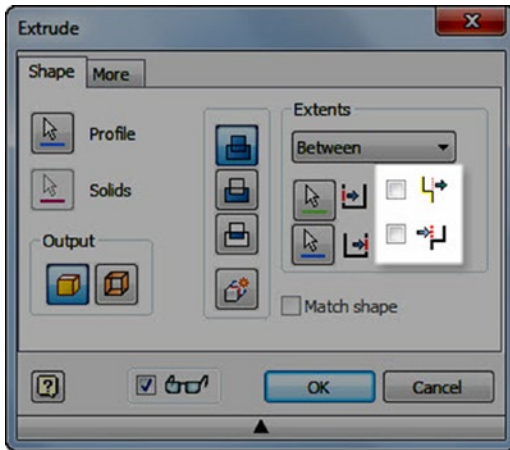 Extrude
Shape
More
Profile
Solids
Output
Extents
Between
Match shape
OK
Cancel